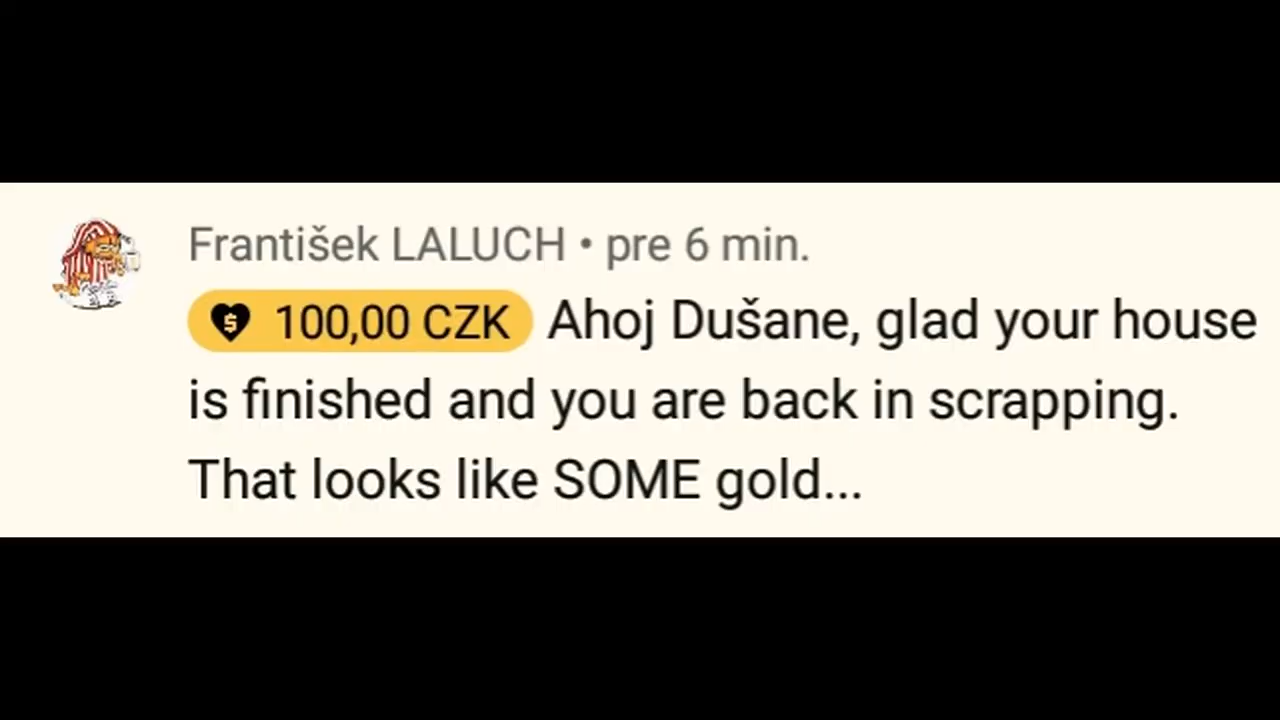 František LALUCH • pre 6 min.
100,00 CZK Ahoj Dušane, glad your house
is finished and you are back in scrapping.
That looks like SOME gold...